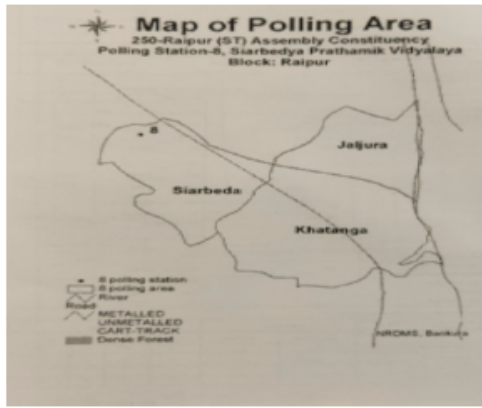 Map of Polling Area
250-Raipur (ST) Assembly Constituency
Polling Station-8, Siarbedya Prathamik Vidyalaya
Block: Raipur
8
Jaljura
Siarbeda
Khatanga
8 polling station
8 polling area
River
Road
METALLED
UNMETALLED
CART-TRACK
Dense Forest
NRDMS, Bankura